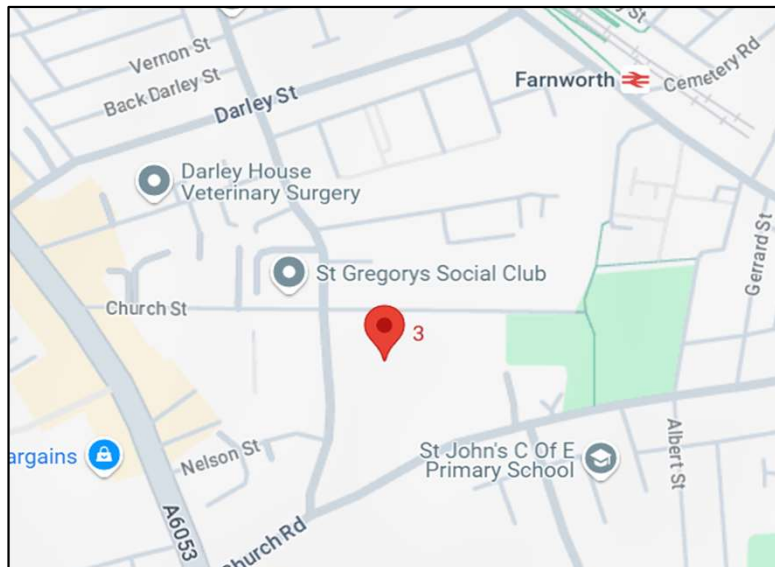 Vernon St
Back Darley St
Darley St
Farnworth
Cemetery Rd
Darley House
Veterinary Surgery
St Gregorys Social Club
Gerrard St
Church St
3
St John's C Of E
Primary School
Albert St
argains
Nelson St
A6053
hurch Rd